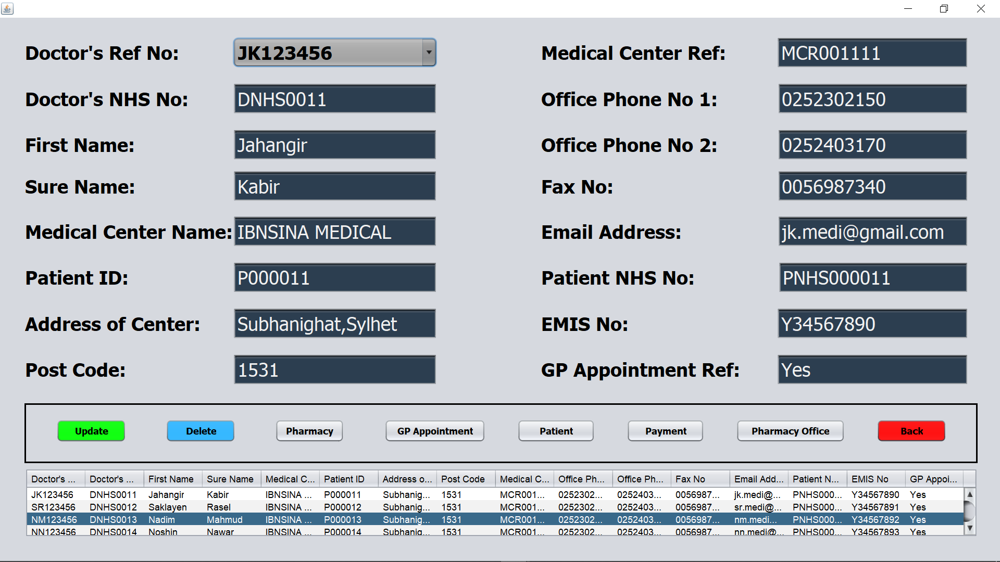 Doctor's Ref No: JK123456 Medical Center Ref: MCR001111
Doctor's NHS No: DNHS0011 Office Phone No 1: 0252302150
First Name: Jahangir Office Phone No 2: 0252403170
Sure Name: Kabir Fax No: 0056987340
Medical Center Name: IBNSINA MEDICAL Email Address: jk.medi@gmail.com
Patient ID: P000011 Patient NHS No: PNHS000011
Address of Center: Subhanighat,Sylhet EMIS No: Y34567890
Post Code: 1531 GP Appointment Ref: Yes
Update Delete Pharmacy GP Appointment Patient Payment Pharmacy Office Back
Doctor's ... Doctor's ... First Name Sure Name Medical C... Patient ID Address o... Post Code Medical C... Office Ph... Office Ph... Fax No Email Add... Patient N... EMIS No GP Appoi...
JK123456 DNHS0011 Jahangir Kabir IBNSINA ... P000011 Subhanig... 1531 MCR001... 0252302... 0252403... 0056987... jk.medi@... PNHS000... Y34567890 Yes
SR123456 DNHS0012 Saklayen Rasel IBNSINA ... P000012 Subhanig... 1531 MCR001... 0252302... 0252403... 0056987... sr.medi@... PNHS000... Y34567891 Yes
NM123456 DNHS0013 Nadim Mahmud IBNSINA ... P000013 Subhanig... 1531 MCR001... 0252302... 0252403... 0056987... nm.medi... PNHS000... Y34567892 Yes
NN123456 DNHS0014 Noshin Nawar IBNSINA ... P000014 Subhanig... 1531 MCR001... 0252302... 0252403... 0056987... nn.medi@... PNHS000... Y34567893 Yes